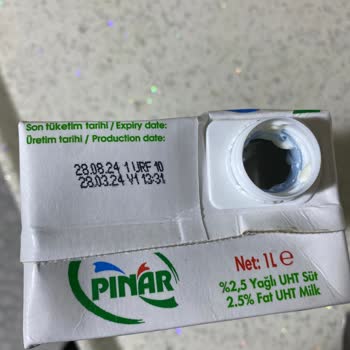 Son tüketim tarihi / Expiry date:
Üretim tarihi / Production date:
28.08.24 1 URF 10
28.03.24 Y1 13:31
Net: 1L e
PINAR
%2,5 Yağlı UHT Süt
2.5% Fat UHT Milk